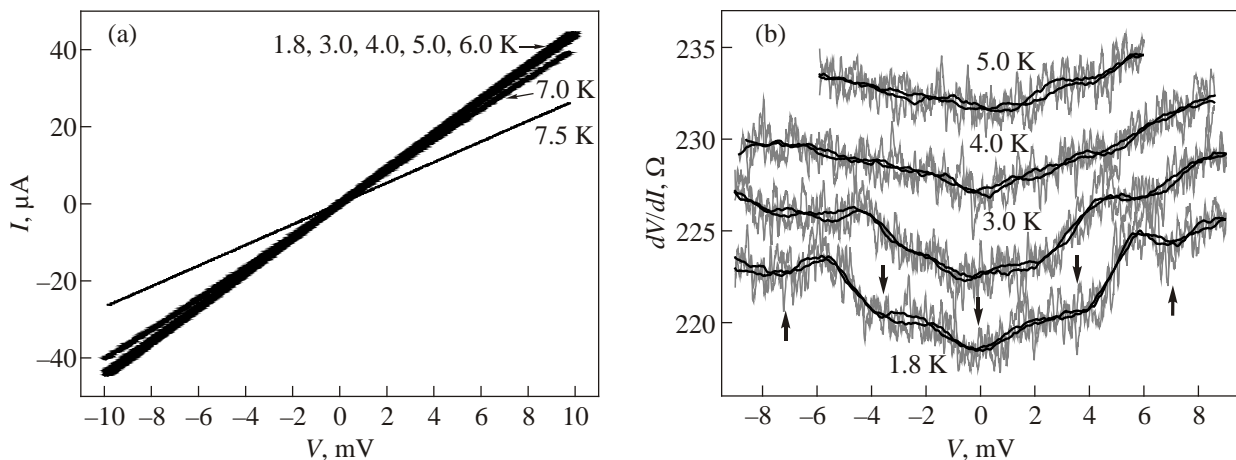 (a)
1.8, 3.0, 4.0, 5.0, 6.0 K
7.0 K
7.5 K
40
20
0
–20
–40
I, μA
–10 –8 –6 –4 –2 0 2 4 6 8 10
V, mV
(b)
5.0 K
4.0 K
3.0 K
1.8 K
235
230
225
220
dV/dI, Ω
–8 –6 –4 –2 0 2 4 6 8
V, mV